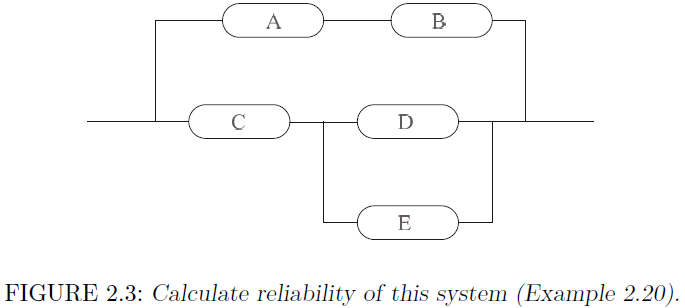 A B
C D
E
FIGURE 2.3: Calculate reliability of this system (Example 2.20).